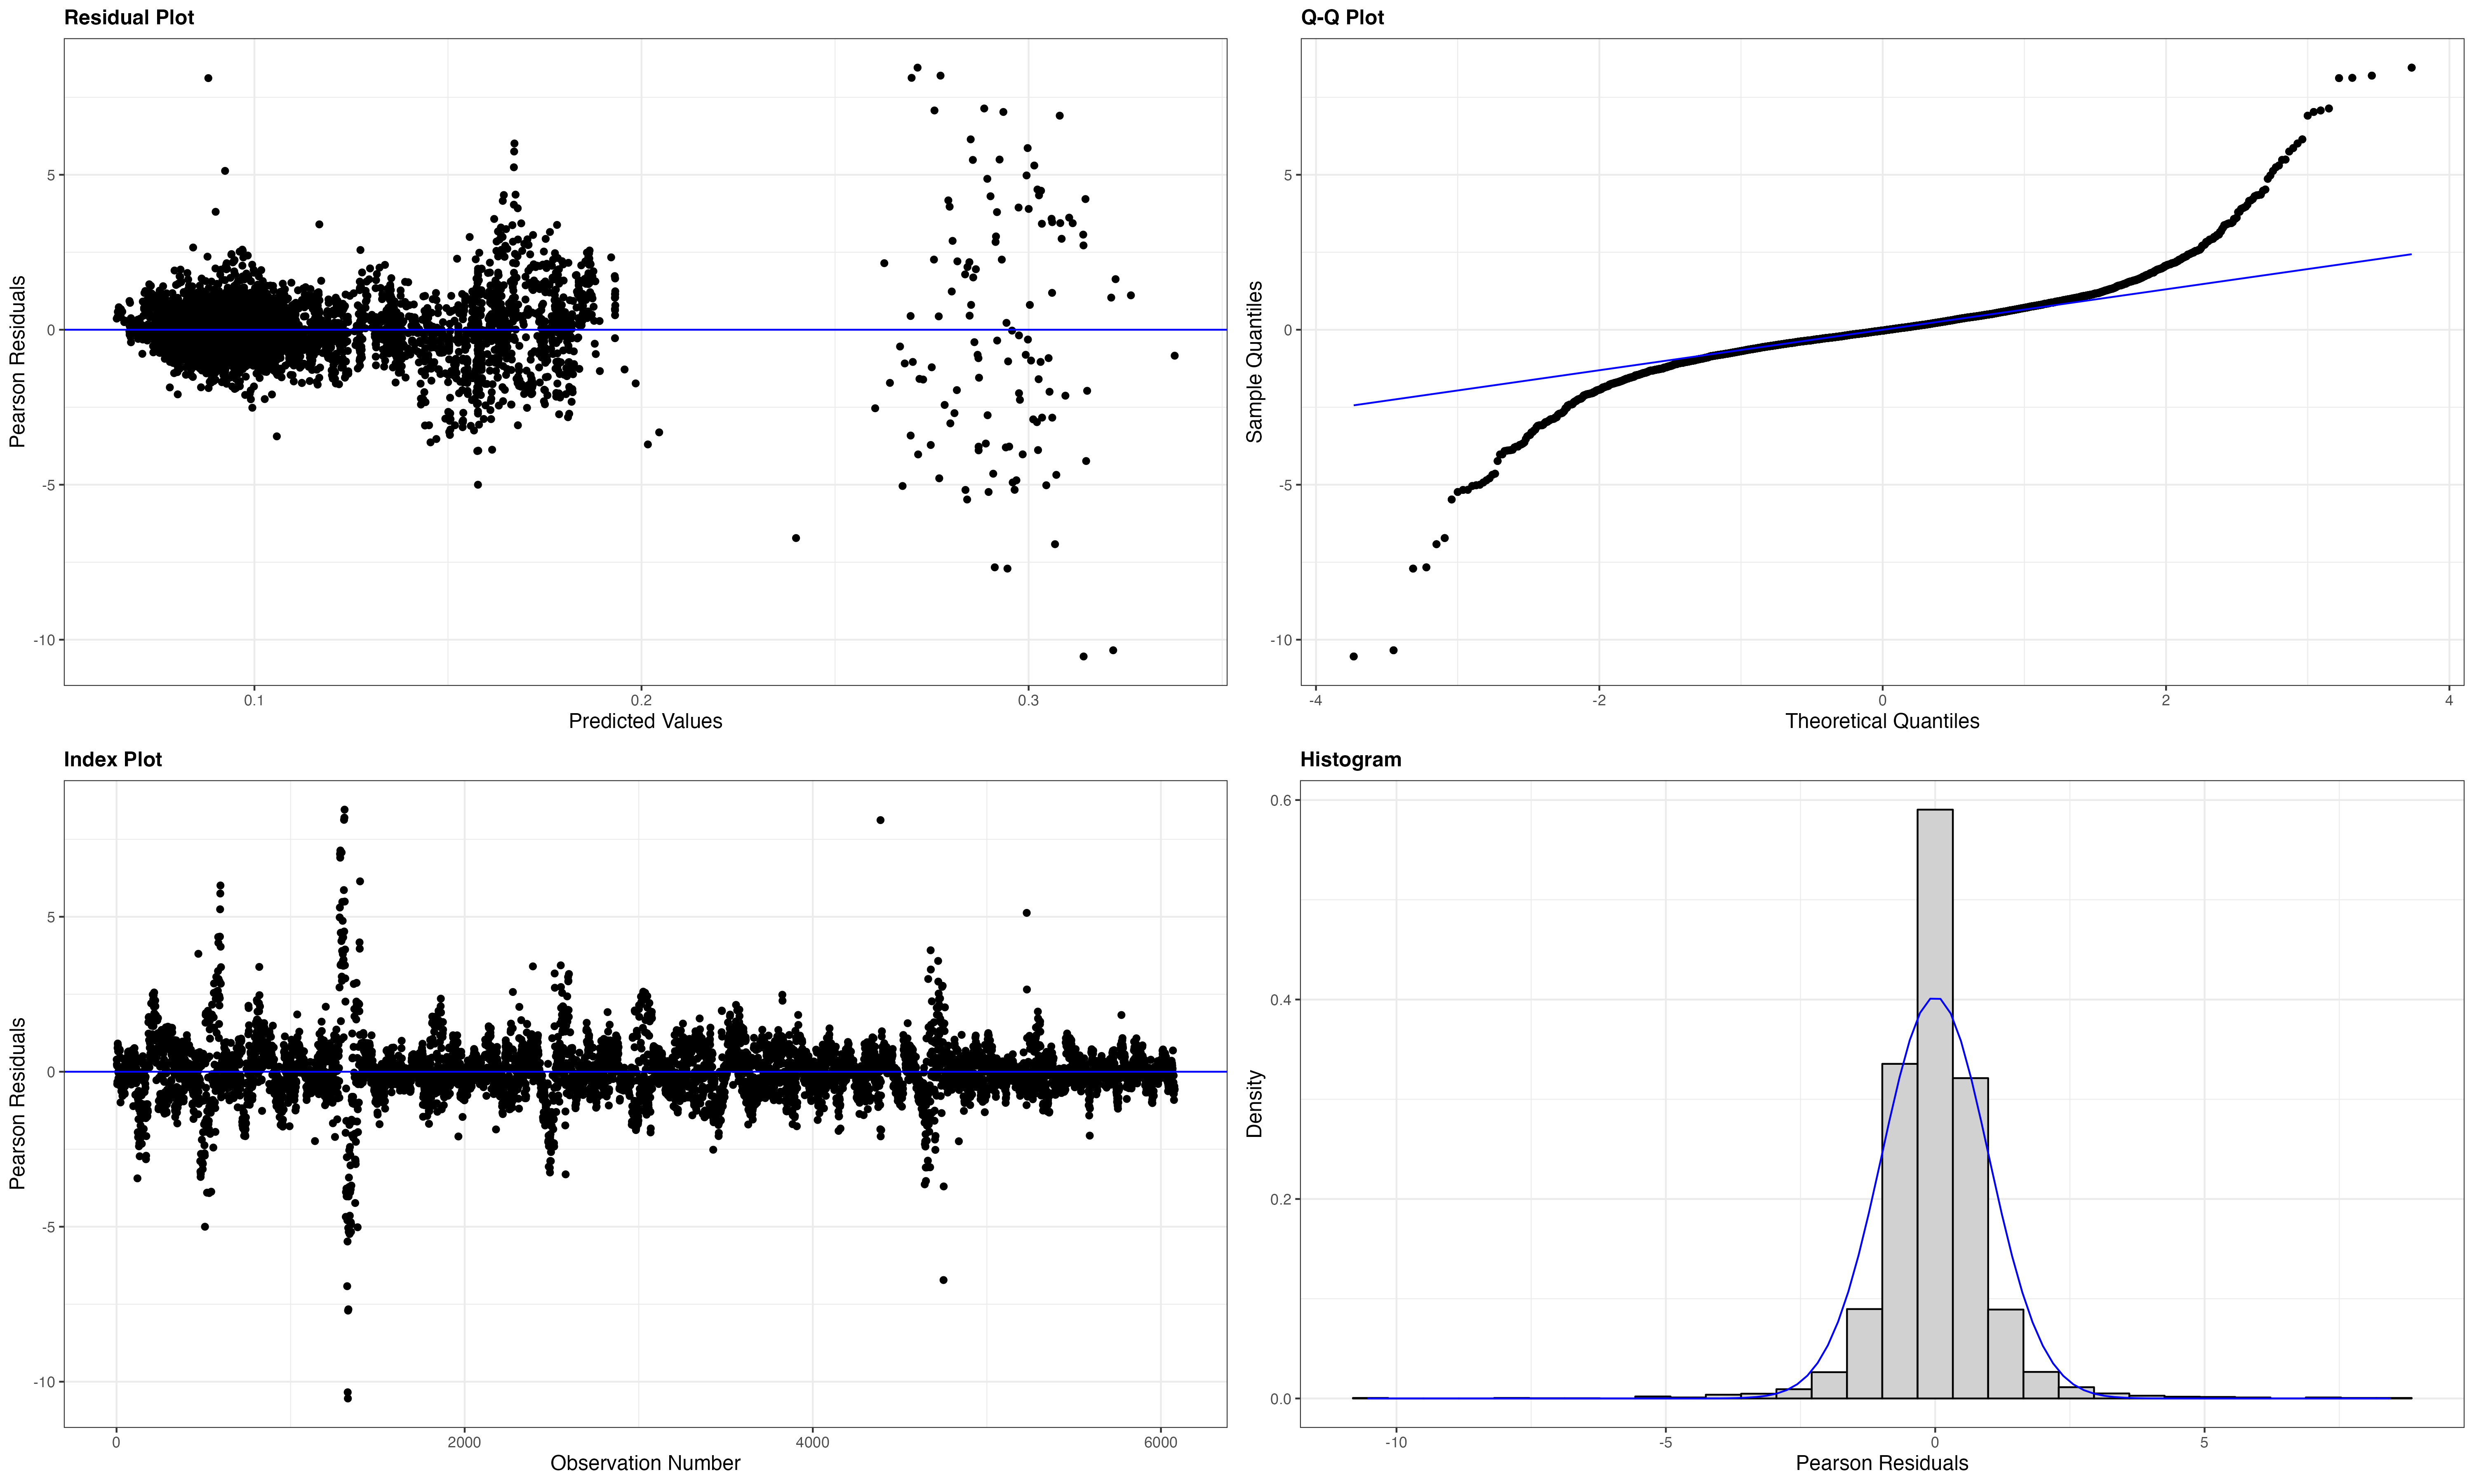 Residual Plot
5
0
-5
-10
Pearson Residuals
0.1 0.2 0.3
Predicted Values
Q-Q Plot
5
0
-5
-10
Sample Quantiles
-4 -2 0 2 4
Theoretical Quantiles
Index Plot
5
0
-5
-10
Pearson Residuals
0 2000 4000 6000
Observation Number
Histogram
0.6
0.4
0.2
0.0
Density
-10 -5 0 5
Pearson Residuals